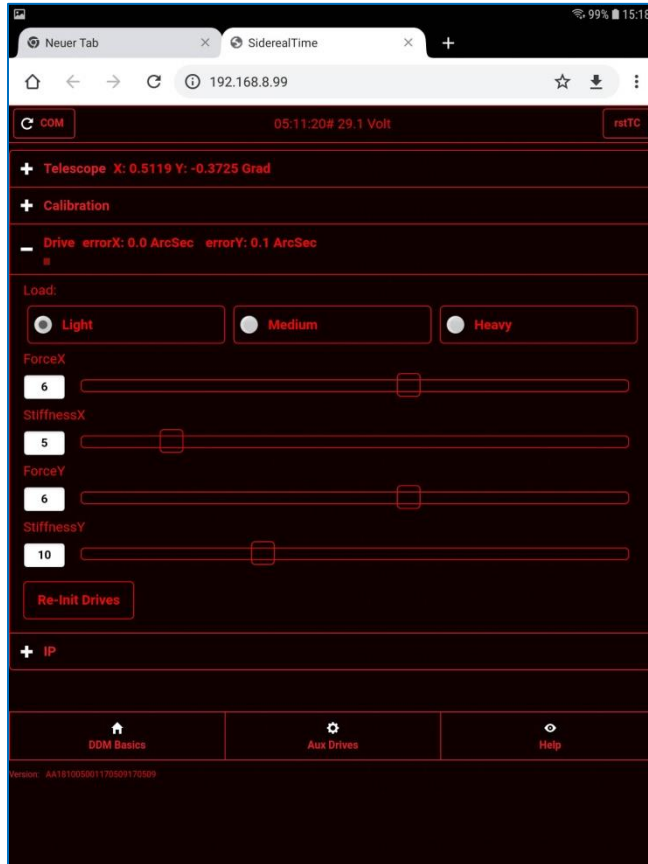 99% 15:18
Neuer Tab × SiderealTime × +
192.168.8.99
COM 05:11:20# 29.1 Volt rstTC
Telescope X: 0.5119 Y: -0.3725 Grad
Calibration
Drive errorX: 0.0 ArcSec errorY: 0.1 ArcSec
Load:
Light Medium Heavy
ForceX
6
StiffnessX
5
ForceY
6
StiffnessY
10
Re-Init Drives
IP
DDM Basics Aux Drives Help
Version: AA181005001170509170509